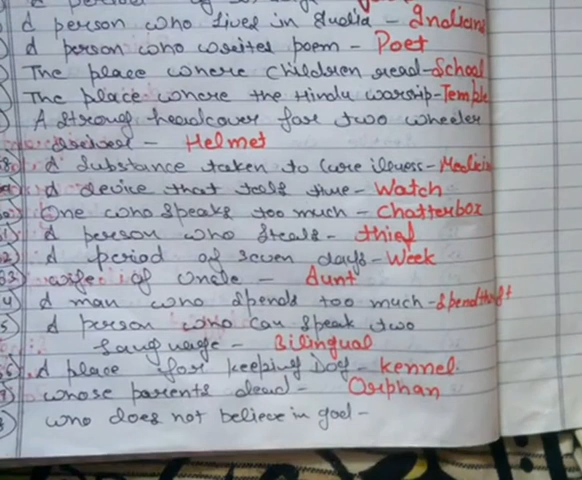 A person who lives in India - Indian
A person who writes poem - Poet
The place where children read - School
The place where the Hindu worship - Temple
A strong headcover for two wheeler
driver - Helmet
A substance taken to cure illness - Medicin
A device that tells time - Watch
One who speaks too much - Chatterbox
A person who steals - thief
A period of seven days - Week
wife of Uncle - Aunt
A man who spends too much - Spendthrift
A person who can speak two
language - Bilingual
A place for keeping Dog - kennel
whose parents dead - Orphan
who does not believe in god -